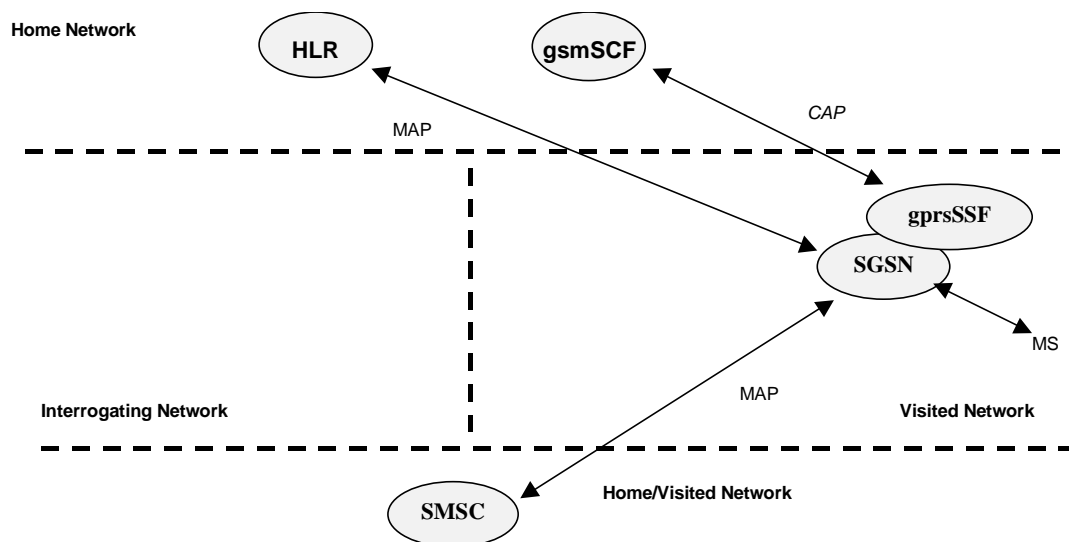 Home Network
HLR
gsmSCF
CAP
MAP
gprsSSF
SGSN
MS
MAP
Interrogating Network
Visited Network
Home/Visited Network
SMSC